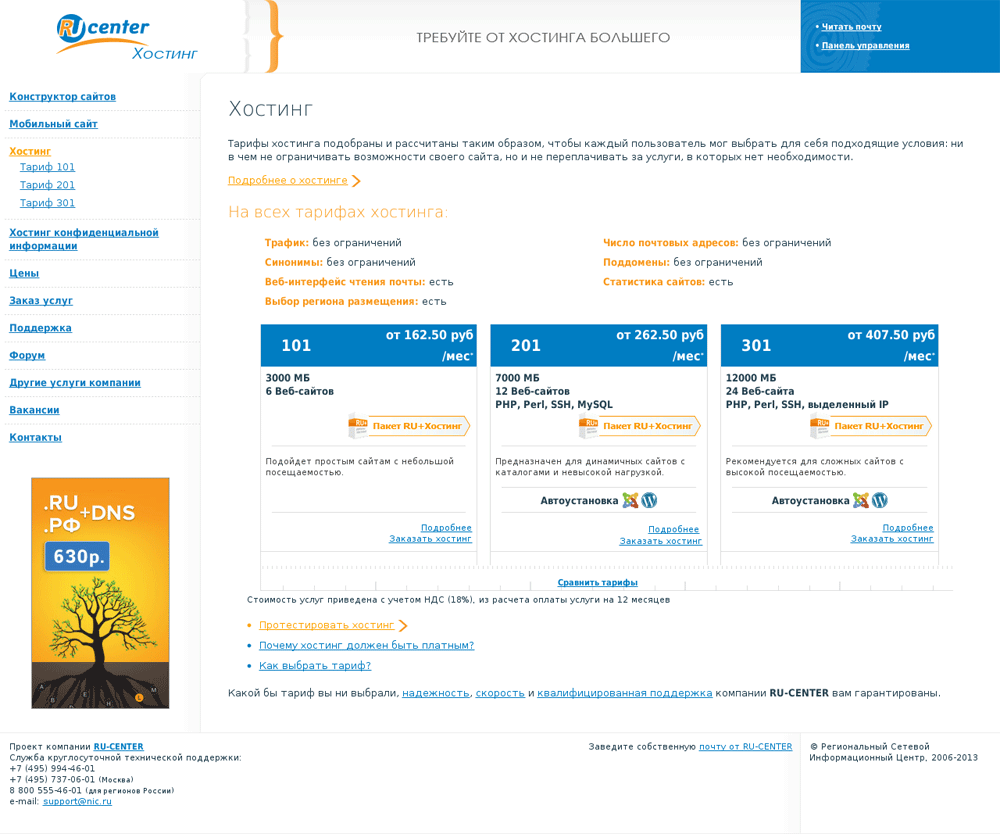 RU center
Хостинг
ТРЕБУЙТЕ ОТ ХОСТИНГА БОЛЬШЕГО
• Читать почту
• Панель управления
Конструктор сайтов
Мобильный сайт
Хостинг
Тариф 101
Тариф 201
Тариф 301
Хостинг конфиденциальной
информации
Цены
Заказ услуг
Поддержка
Форум
Другие услуги компании
Вакансии
Контакты
.RU
.РФ
+DNS
630р.
Хостинг
Тарифы хостинга подобраны и рассчитаны таким образом, чтобы каждый пользователь мог выбрать для себя подходящие условия: ни
в чем не ограничивать возможности своего сайта, но и не переплачивать за услуги, в которых нет необходимости.
Подробнее о хостинге
На всех тарифах хостинга:
Трафик: без ограничений
Синонимы: без ограничений
Веб-интерфейс чтения почты: есть
Выбор региона размещения: есть
Число почтовых адресов: без ограничений
Поддомены: без ограничений
Статистика сайтов: есть
101
от 162.50 руб
/мес*
3000 МБ
6 Веб-сайтов
Пакет RU+Хостинг
Подойдет простым сайтам с небольшой
посещаемостью.
Подробнее
Заказать хостинг
201
от 262.50 руб
/мес*
7000 МБ
12 Веб-сайтов
PHP, Perl, SSH, MySQL
Пакет RU+Хостинг
Предназначен для динамичных сайтов с
каталогами и невысокой нагрузкой.
Автоустановка
Подробнее
Заказать хостинг
301
от 407.50 руб
/мес*
12000 МБ
24 Веб-сайта
PHP, Perl, SSH, выделенный IP
Пакет RU+Хостинг
Рекомендуется для сложных сайтов с
высокой посещаемостью.
Автоустановка
Подробнее
Заказать хостинг
Сравнить тарифы
Стоимость услуг приведена с учетом НДС (18%), из расчета оплаты услуги на 12 месяцев
• Протестировать хостинг
• Почему хостинг должен быть платным?
• Как выбрать тариф?
Какой бы тариф вы ни выбрали, надежность, скорость и квалифицированная поддержка компании RU-CENTER вам гарантированы.
Проект компании RU-CENTER
Служба круглосуточной технической поддержки:
+7 (495) 994-46-01
+7 (495) 737-06-01 (Москва)
8 800 555-46-01 (для регионов России)
e-mail: support@nic.ru
Заведите собственную почту от RU-CENTER
© Региональный Сетевой
Информационный Центр, 2006-2013